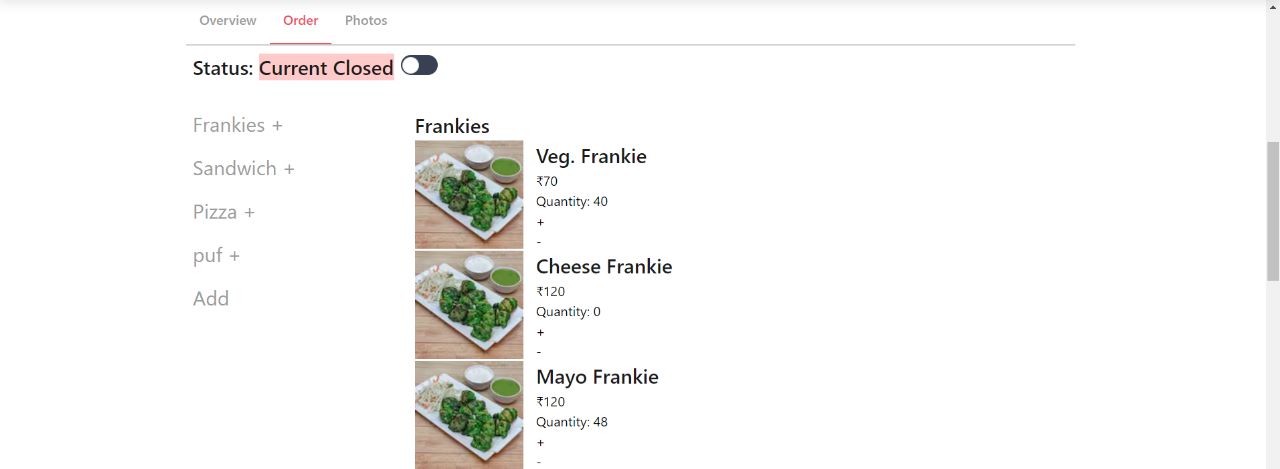 Overview Order Photos
Status: Current Closed
Frankies +
Sandwich +
Pizza +
puf +
Add
Frankies
Veg. Frankie
₹70
Quantity: 40
+
-
Cheese Frankie
₹120
Quantity: 0
+
-
Mayo Frankie
₹120
Quantity: 48
+
-